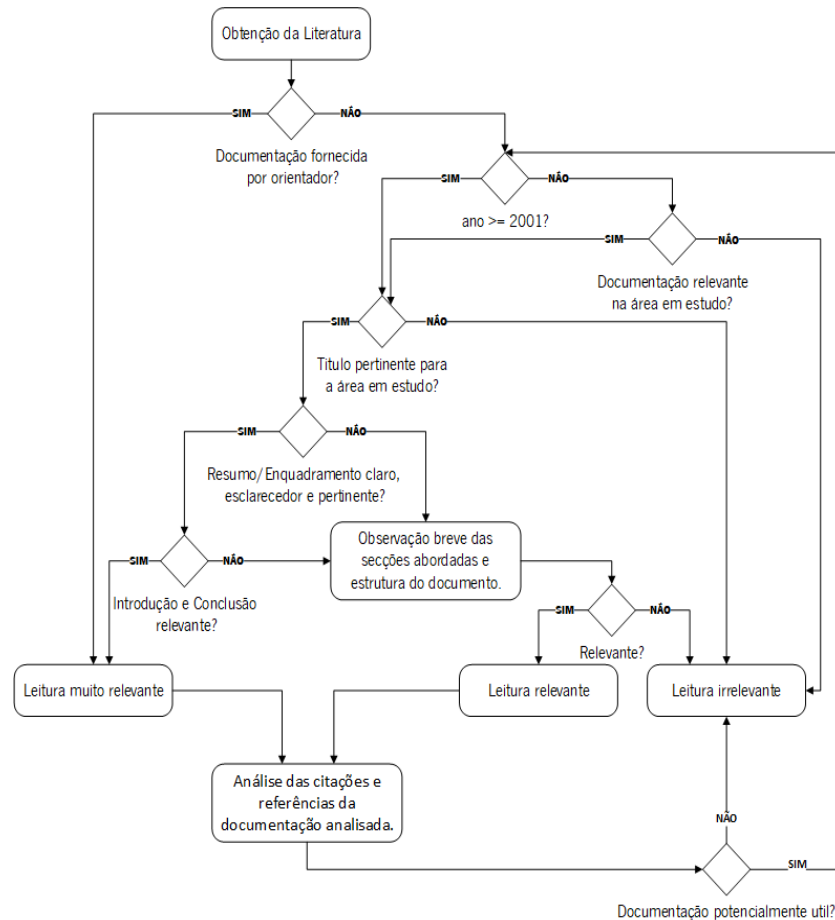 Obtenção da Literatura
SIM
NÃO
Documentação fornecida
por orientador?
SIM
NÃO
ano >= 2001?
SIM
NÃO
Documentação relevante
na área em estudo?
SIM
NÃO
Titulo pertinente para
a área em estudo?
SIM
NÃO
Resumo/Enquadramento claro,
esclarecedor e pertinente?
Observação breve das
secções abordadas e
estrutura do documento.
SIM
NÃO
Introdução e Conclusão
relevante?
SIM
NÃO
Relevante?
Leitura muito relevante
Leitura relevante
Leitura irrelevante
Análise das citações e
referências da
documentação analisada.
NÃO
SIM
Documentação potencialmente util?